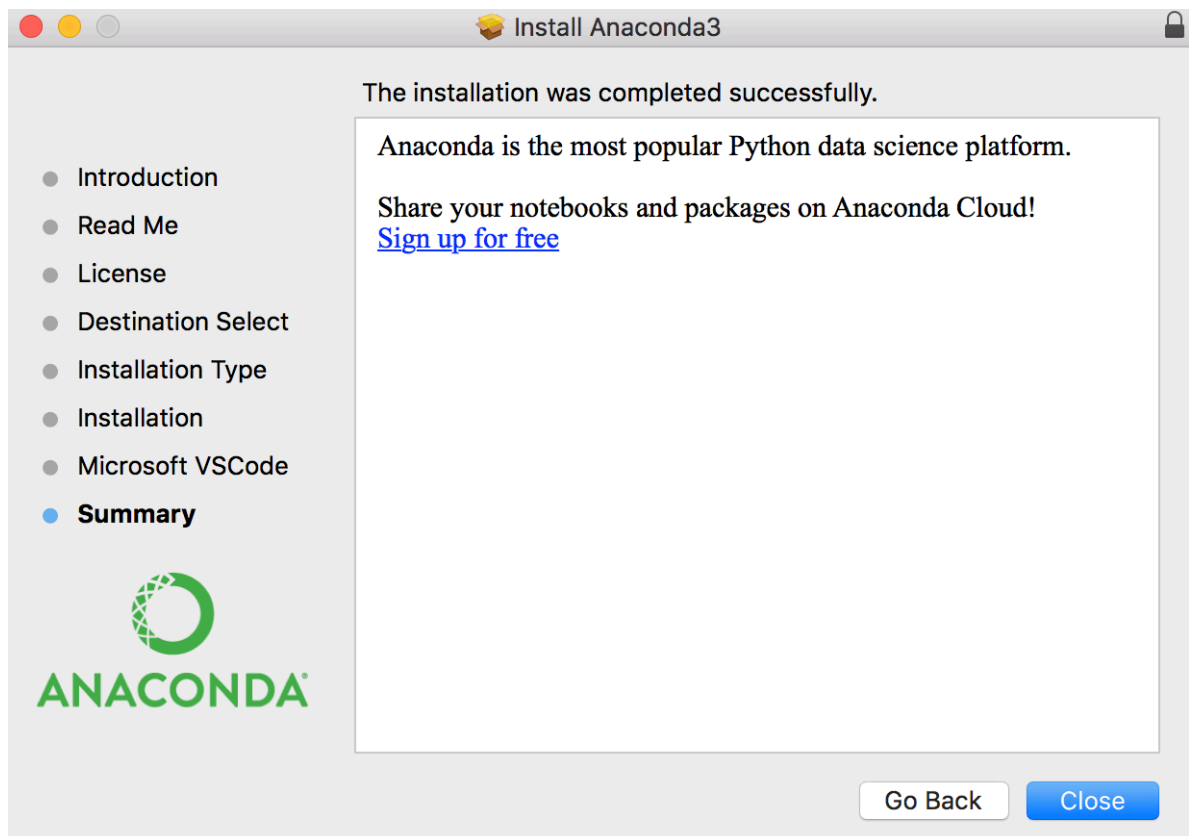 Install Anaconda3
The installation was completed successfully.
Introduction
Read Me
License
Destination Select
Installation Type
Installation
Microsoft VSCode
Summary
ANACONDA®
Anaconda is the most popular Python data science platform.
Share your notebooks and packages on Anaconda Cloud!
Sign up for free
Go Back
Close